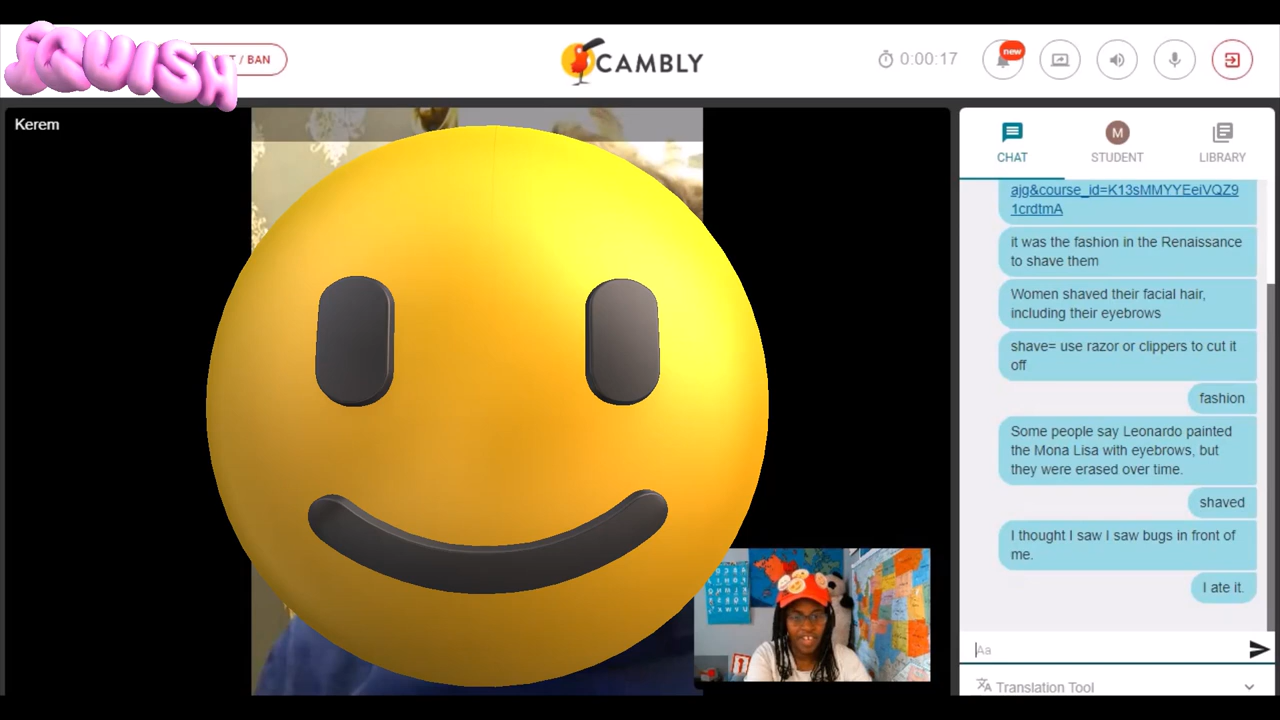 SQUISH
T / BAN
CAMBLY
0:00:17
new
Kerem
CHAT
M
STUDENT
LIBRARY
ajg&course_id=K13sMMYYEeiVQZ9
1crdtmA
it was the fashion in the Renaissance
to shave them
Women shaved their facial hair,
including their eyebrows
shave= use razor or clippers to cut it
off
fashion
Some people say Leonardo painted
the Mona Lisa with eyebrows, but
they were erased over time.
shaved
I thought I saw I saw bugs in front of
me.
I ate it.
Aa
Translation Tool